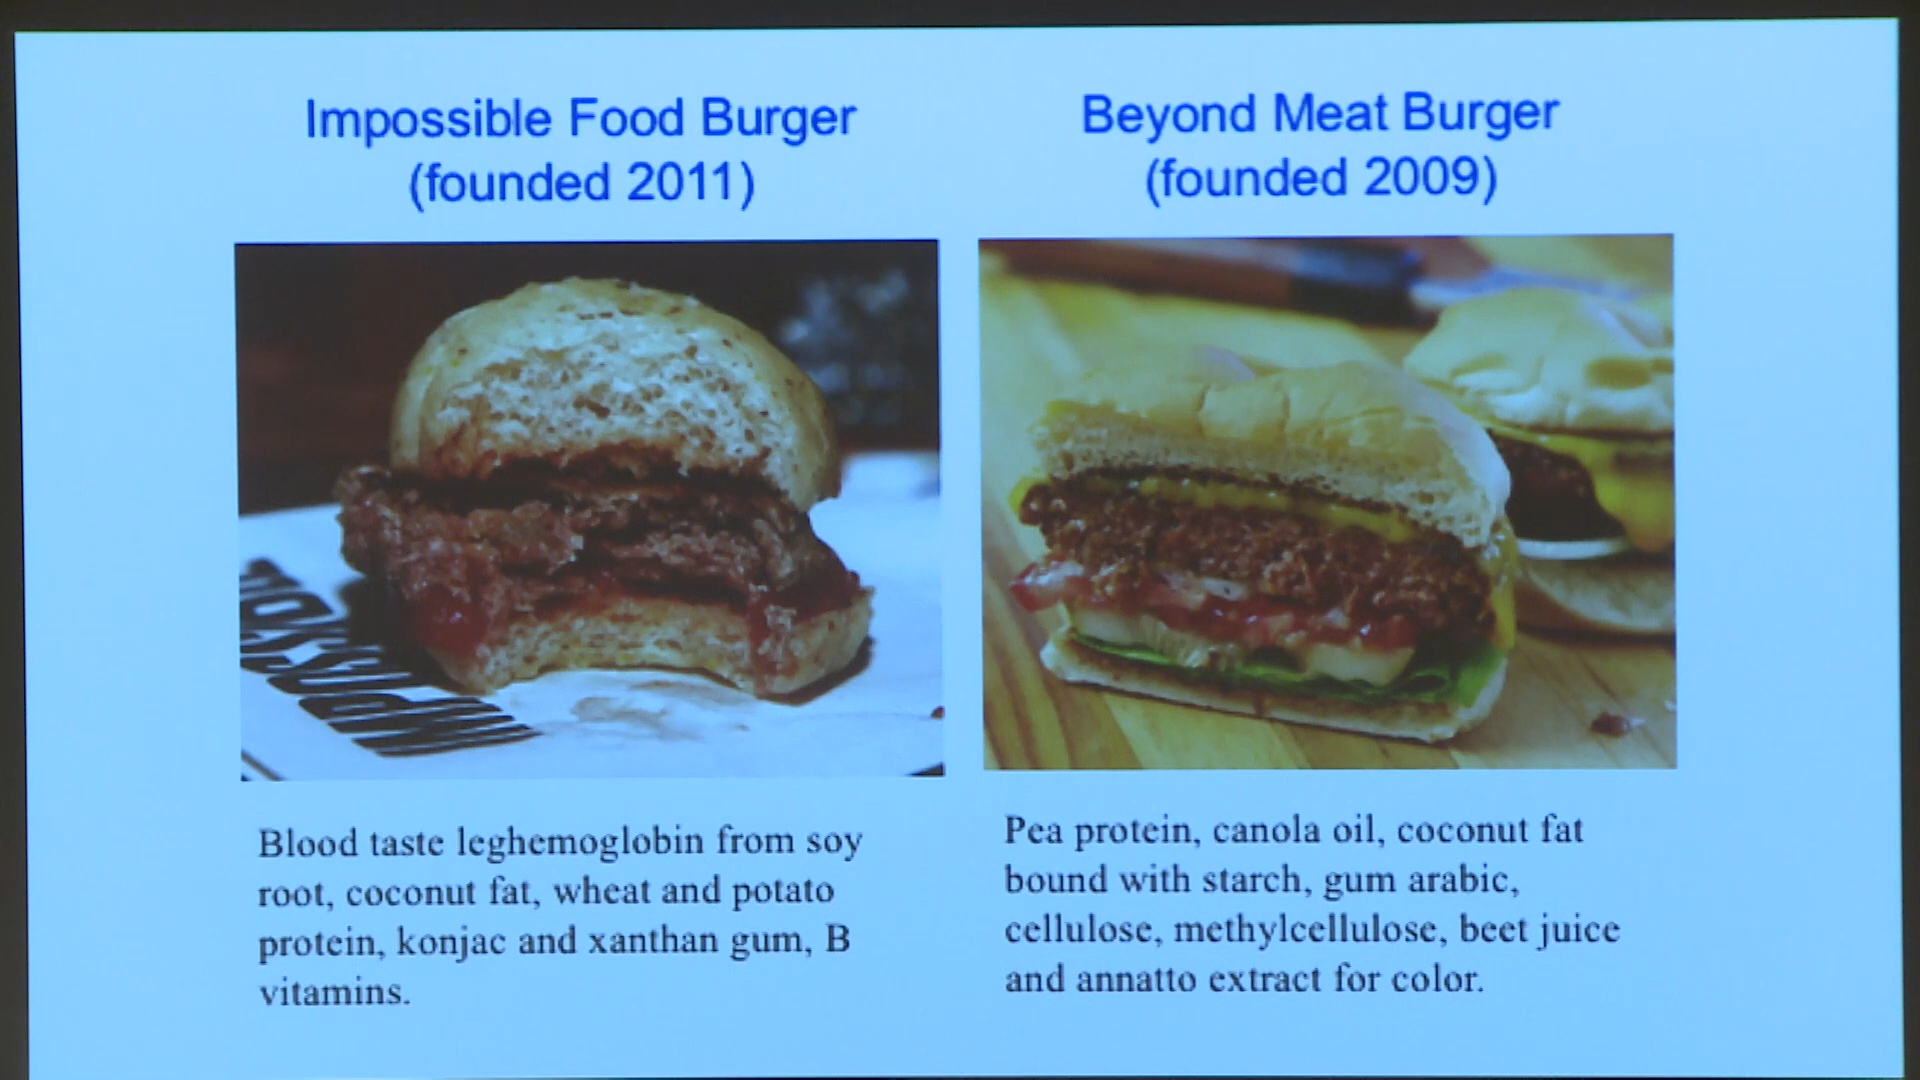 Impossible Food Burger
(founded 2011)
Beyond Meat Burger
(founded 2009)
IMPOSSIB
Blood taste leghemoglobin from soy
root, coconut fat, wheat and potato
protein, konjac and xanthan gum, B
vitamins.
Pea protein, canola oil, coconut fat
bound with starch, gum arabic,
cellulose, methylcellulose, beet juice
and annatto extract for color.